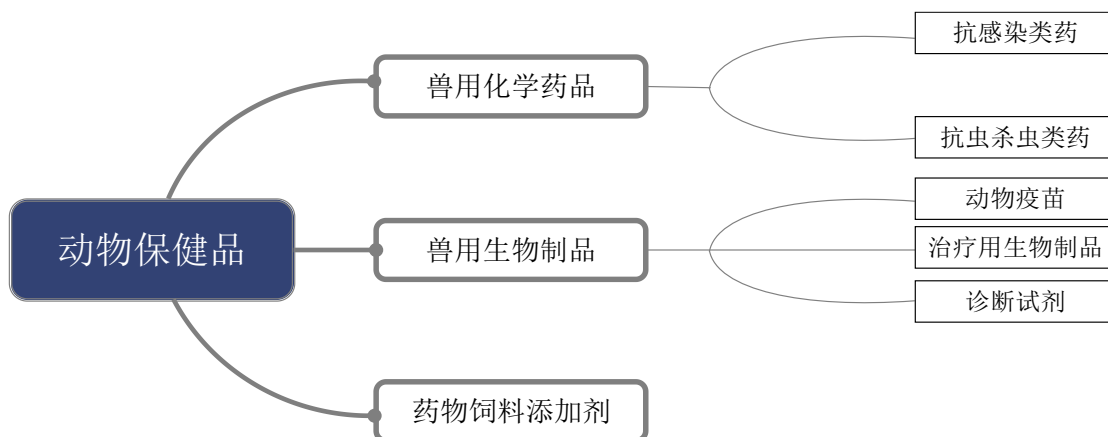 动物保健品
兽用化学药品
抗感染类药
抗虫杀虫类药
兽用生物制品
动物疫苗
治疗用生物制品
诊断试剂
药物饲料添加剂